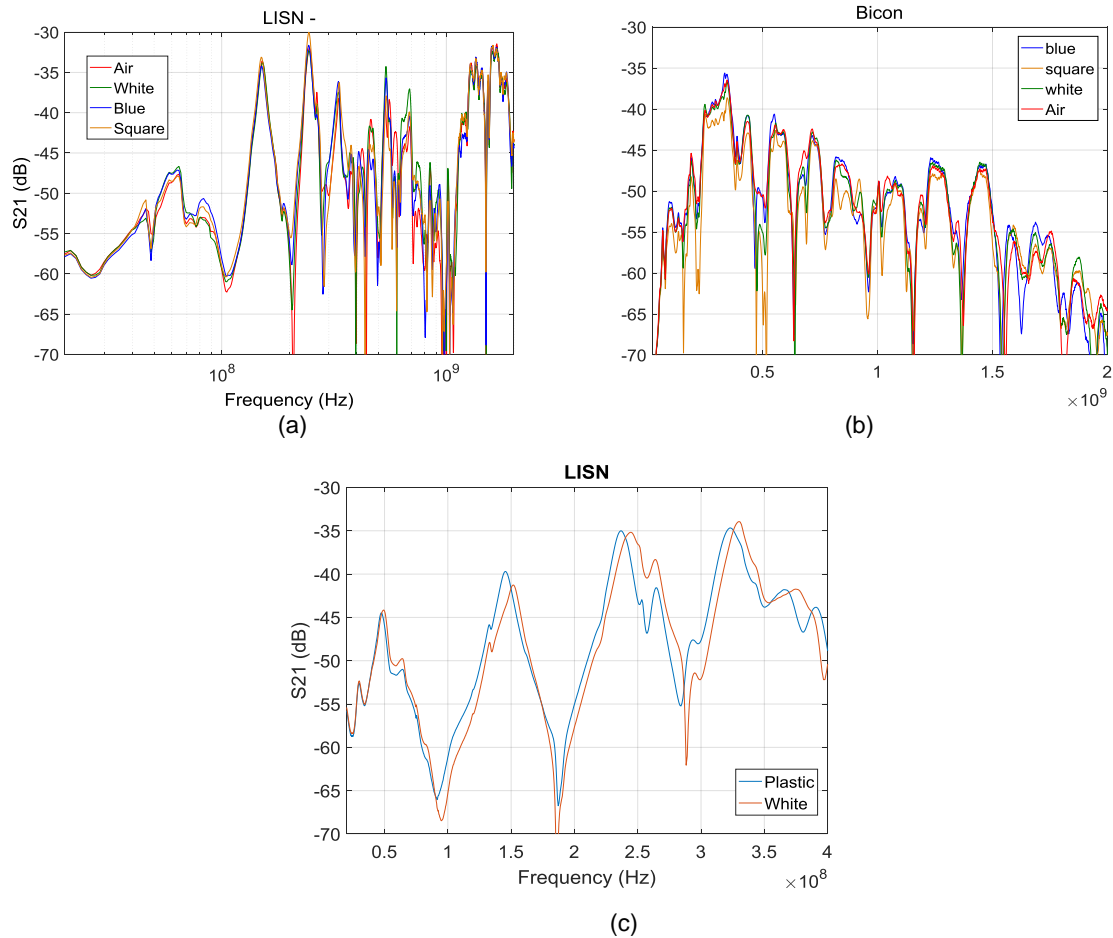 LISN -
-30
-35
-40
-45
-50
-55
-60
-65
-70
S21 (dB)
Air
White
Blue
Square
10^8
10^9
Frequency (Hz)
(a)
Bicon
-30
-35
-40
-45
-50
-55
-60
-65
-70
blue
square
white
Air
0.5
1
1.5
2
×10^9
(b)
LISN
-30
-35
-40
-45
-50
-55
-60
-65
-70
S21 (dB)
Plastic
White
0.5
1
1.5
2
2.5
3
3.5
4
Frequency (Hz)
×10^8
(c)